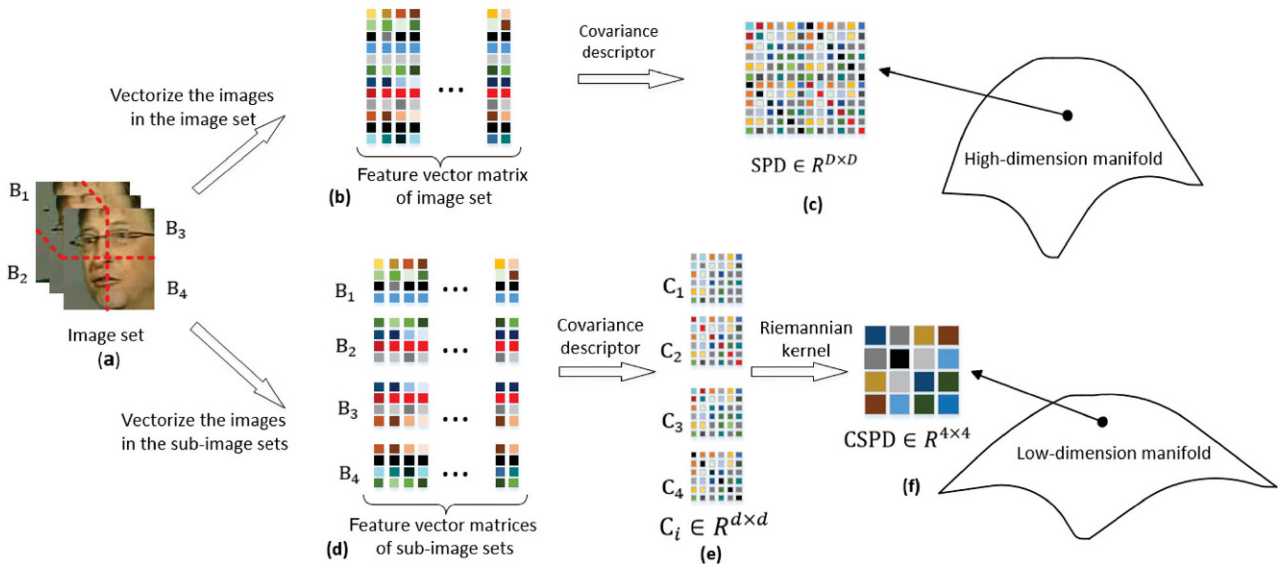 B₁
B₂
B₃
B₄
Image set
(a)
Vectorize the images
in the image set
Vectorize the images
in the sub-image sets
...
Feature vector matrix
of image set
(b)
Covariance
descriptor
SPD ∈ R^{D×D}
(c)
High-dimension manifold
B₁
...
B₂
...
B₃
...
B₄
...
Feature vector matrices
of sub-image sets
(d)
Covariance
descriptor
C₁
C₂
C₃
C₄
C_i ∈ R^{d×d}
(e)
Riemannian
kernel
CSPD ∈ R^{4×4}
(f)
Low-dimension manifold